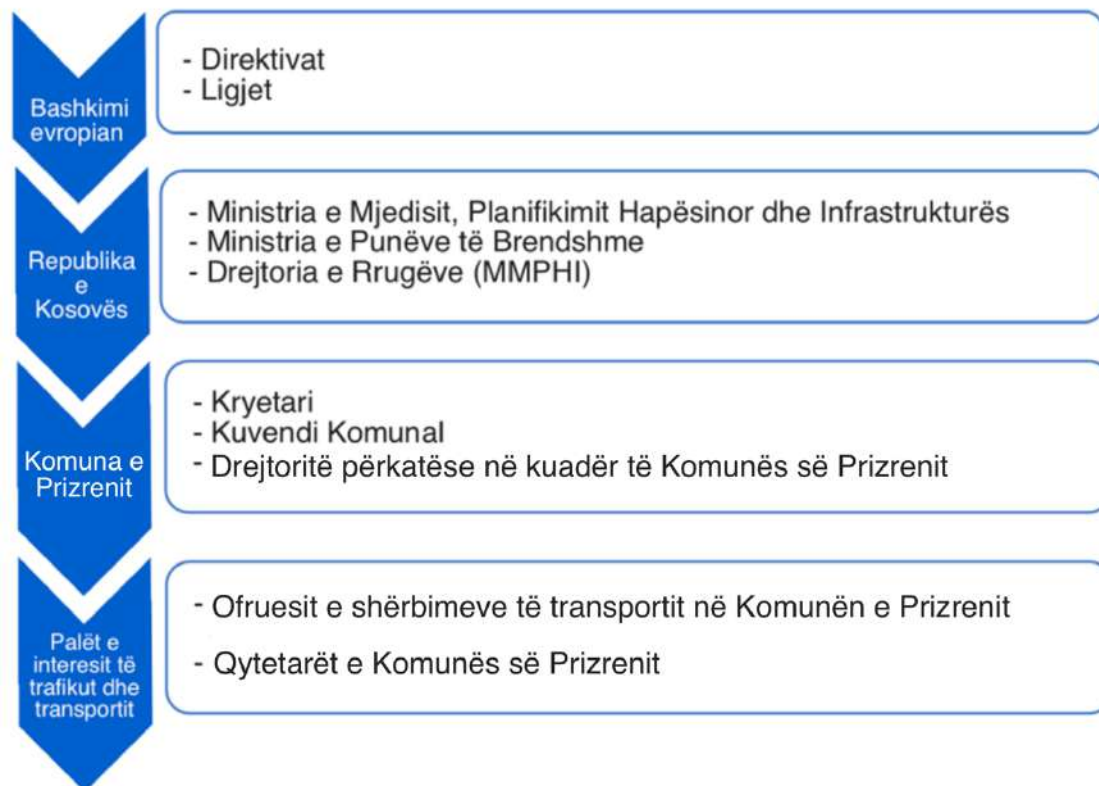 Bashkimi
evropian
- Direktivat
- Ligjet
Republika
e
Kosovës
- Ministria e Mjedisit, Planifikimit Hapësinor dhe Infrastrukturës
- Ministria e Punëve të Brendshme
- Drejtoria e Rrugëve (MMPHI)
Komuna e
Prizrenit
- Kryetari
- Kuvendi Komunal
- Drejtoritë përkatëse në kuadër të Komunës së Prizrenit
Palët e
interesit të
trafikut dhe
transportit
- Ofruesit e shërbimeve të transportit në Komunën e Prizrenit
- Qytetarët e Komunës së Prizrenit